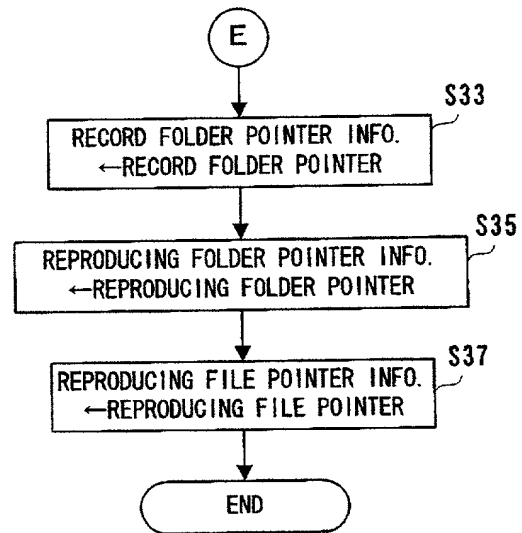 E
S33
RECORD FOLDER POINTER INFO.
←RECORD FOLDER POINTER
S35
REPRODUCING FOLDER POINTER INFO.
←REPRODUCING FOLDER POINTER
S37
REPRODUCING FILE POINTER INFO.
←REPRODUCING FILE POINTER
END